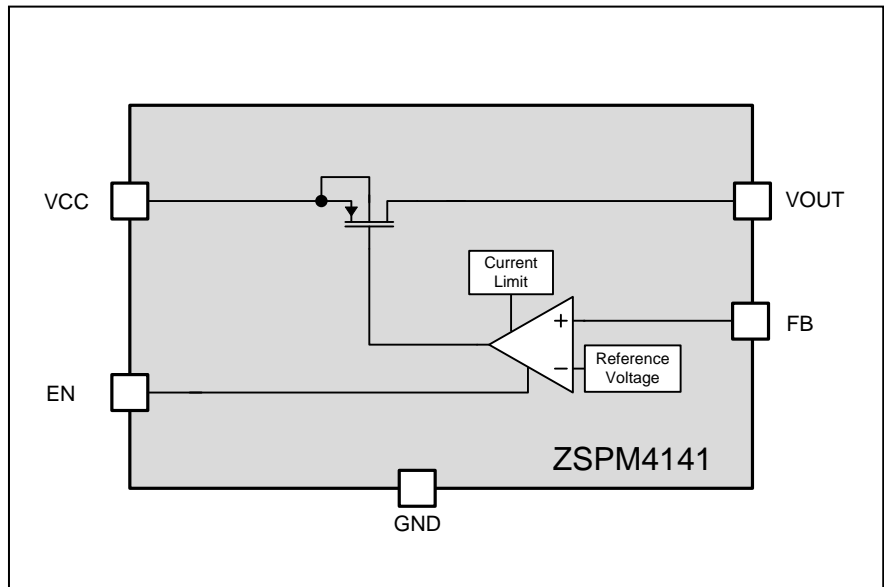 VCC
VOUT
Current
Limit
+
FB
−
Reference
Voltage
EN
ZSPM4141
GND